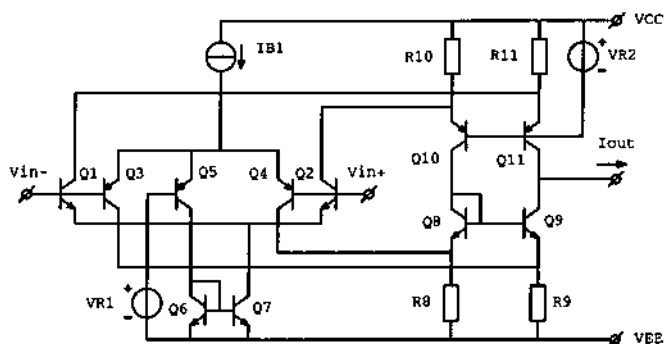 VCC
IB1
R10
R11
+
VR2
-
Q10
Q11
Iout
Vin-
Q1
Q3
Q5
Q4
Q2
Vin+
Q8
Q9
VR1
+
-
Q6
Q7
R8
R9
VEE